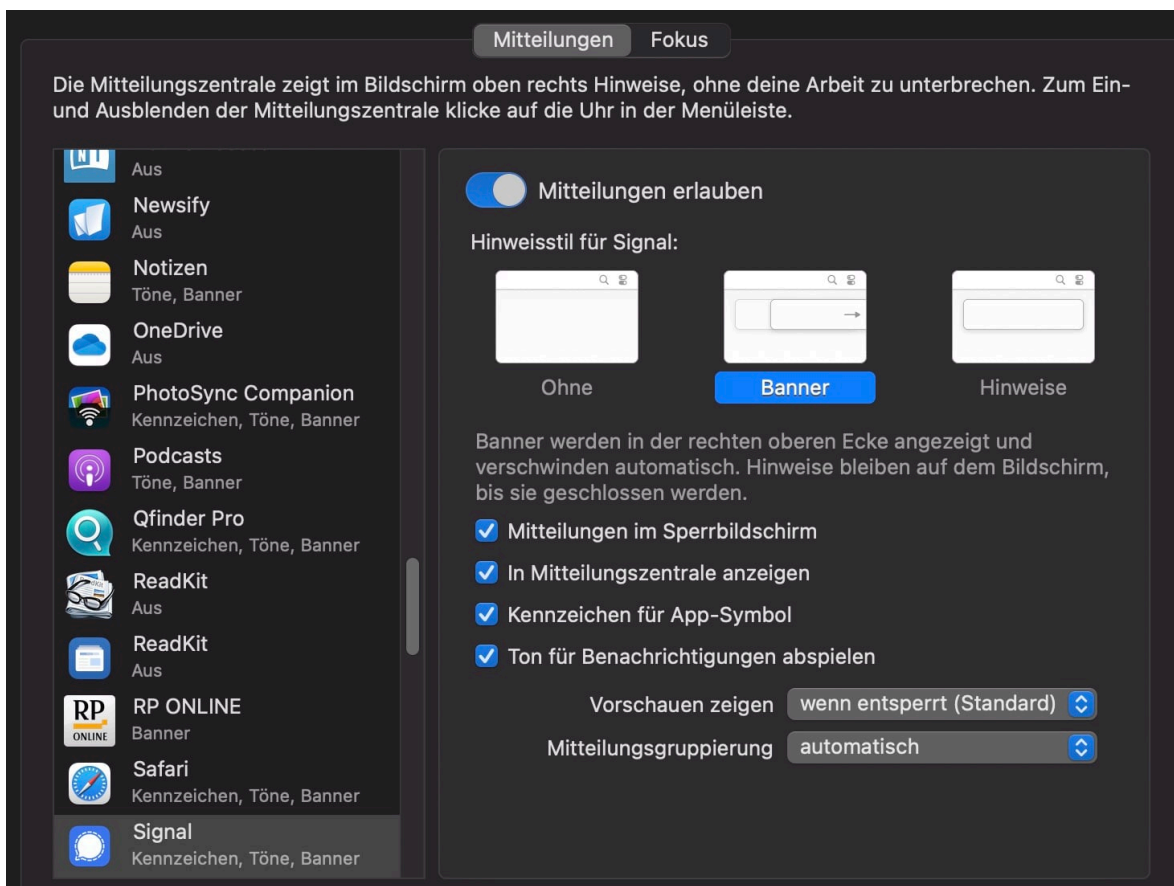 Mitteilungen Fokus
Die Mitteilungszentrale zeigt im Bildschirm oben rechts Hinweise, ohne deine Arbeit zu unterbrechen. Zum Ein-
und Ausblenden der Mitteilungszentrale klicke auf die Uhr in der Menüleiste.
Aus
Newsify
Aus
Notizen
Töne, Banner
OneDrive
Aus
PhotoSync Companion
Kennzeichen, Töne, Banner
Podcasts
Töne, Banner
Qfinder Pro
Kennzeichen, Töne, Banner
ReadKit
Aus
ReadKit
Aus
RP ONLINE
RP ONLINE
Banner
Safari
Kennzeichen, Töne, Banner
Signal
Kennzeichen, Töne, Banner
Mitteilungen erlauben
Hinweisstil für Signal:
Ohne Banner Hinweise
Banner werden in der rechten oberen Ecke angezeigt und
verschwinden automatisch. Hinweise bleiben auf dem Bildschirm,
bis sie geschlossen werden.
Mitteilungen im Sperrbildschirm
In Mitteilungszentrale anzeigen
Kennzeichen für App-Symbol
Ton für Benachrichtigungen abspielen
Vorschauen zeigen wenn entsperrt (Standard)
Mitteilungsgruppierung automatisch